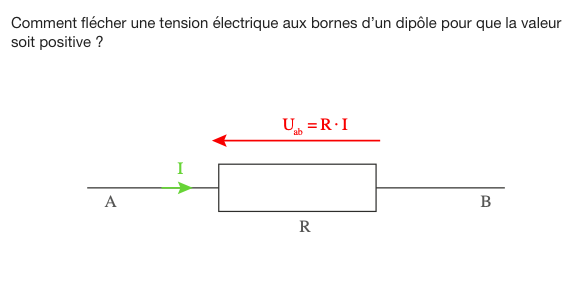 Comment flécher une tension électrique aux bornes d’un dipôle pour que la valeur
soit positive ?
U_ab = R · I
I
A
B
R